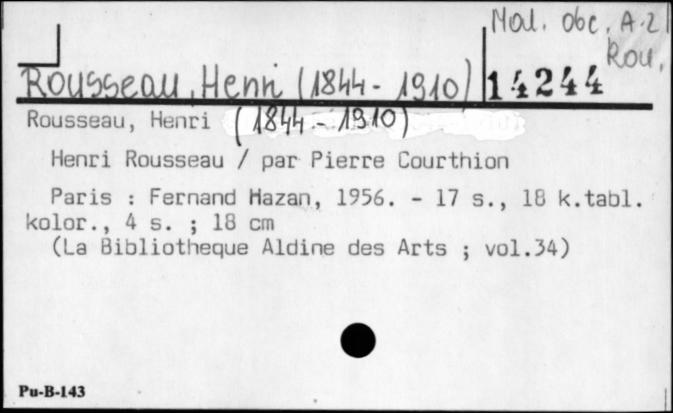 Mal. obc. A-2
Rou.
Rousseau, Henri (1844-1910)
14244
Rousseau, Henri (1844-1910)
Henri Rousseau / par Pierre Courthion
Paris : Fernand Hazan, 1956. - 17 s., 18 k.tabl.
kolor., 4 s. ; 18 cm
(La Bibliotheque Aldine des Arts ; vol.34)
Pu-B-143